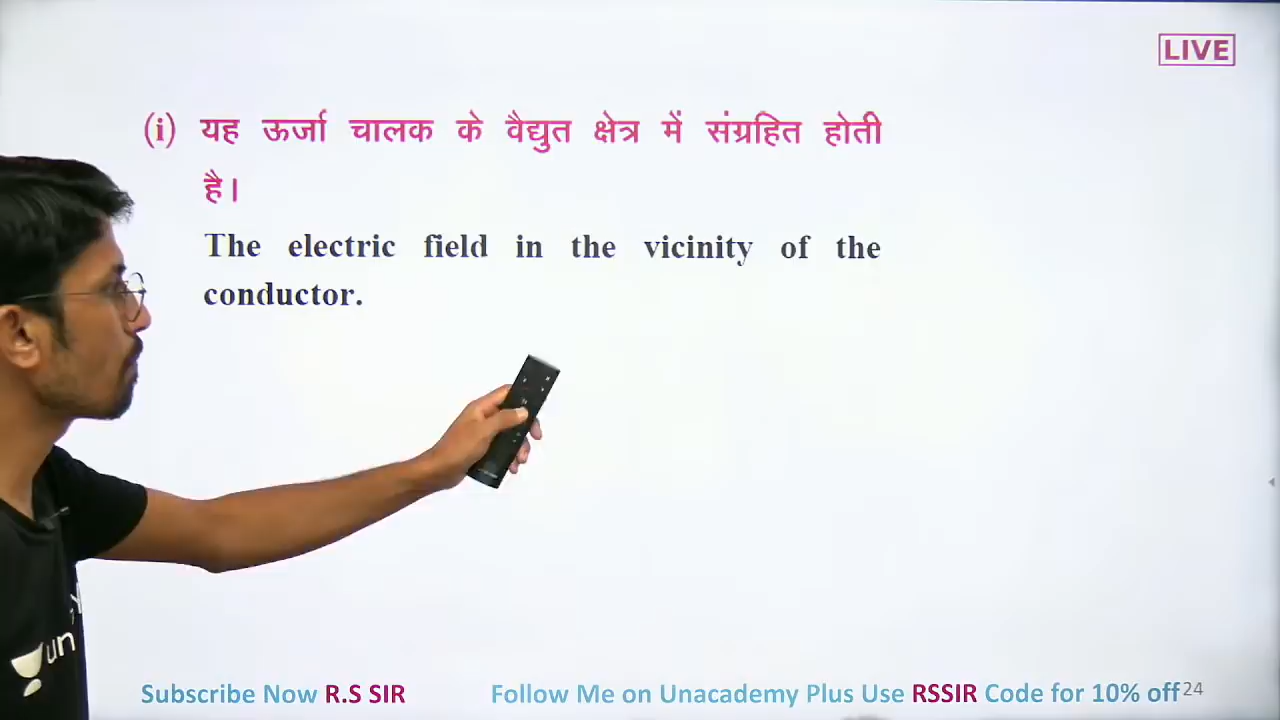 LIVE
(i) यह ऊर्जा चालक के वैद्युत क्षेत्र में संग्रहित होती
है।
The electric field in the vicinity of the
conductor.
un
Subscribe Now R.S SIR
Follow Me on Unacademy Plus Use RSSIR Code for 10% off 24